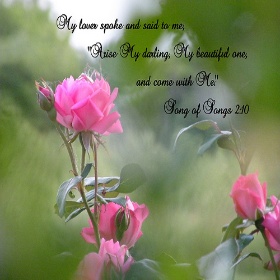 My lover spoke and said to me,
"Arise My darling, My beautiful one,
and come with Me."
Song of Songs 2:10